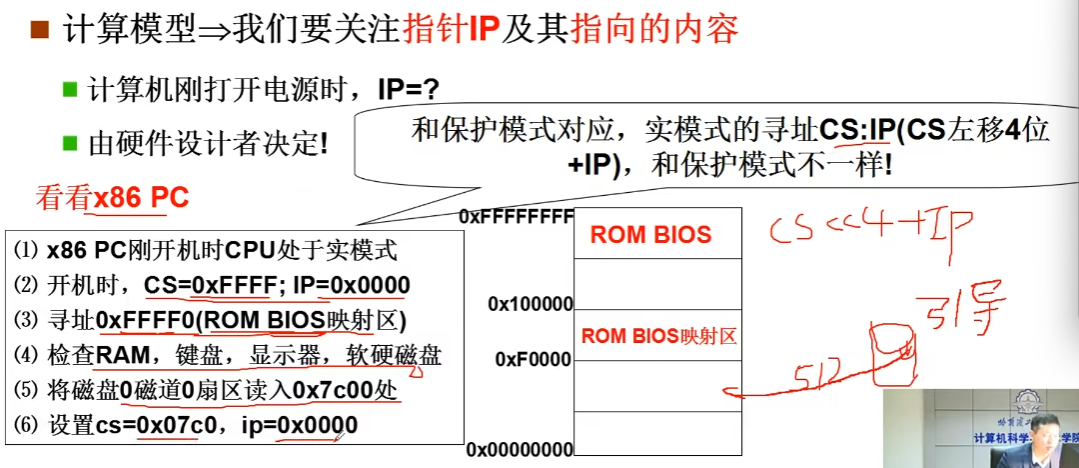 计算模型⇒我们要关注指针IP及其指向的内容
计算机刚打开电源时，IP=?
由硬件设计者决定!
和保护模式对应，实模式的寻址CS:IP(CS左移4位
+IP)，和保护模式不一样!
看看x86 PC
(1) x86 PC刚开机时CPU处于实模式
(2) 开机时，CS=0xFFFF; IP=0x0000
(3) 寻址0xFFFF0(ROM BIOS映射区)
(4) 检查RAM，键盘，显示器，软硬磁盘
(5) 将磁盘0磁道0扇区读入0x7c00处
(6) 设置cs=0x07c0，ip=0x0000
0xFFFFFFFF
ROM BIOS
0x100000
ROM BIOS映射区
0xF0000
0x00000000
CS<<4+IP
引导
512
计算机科学
学院